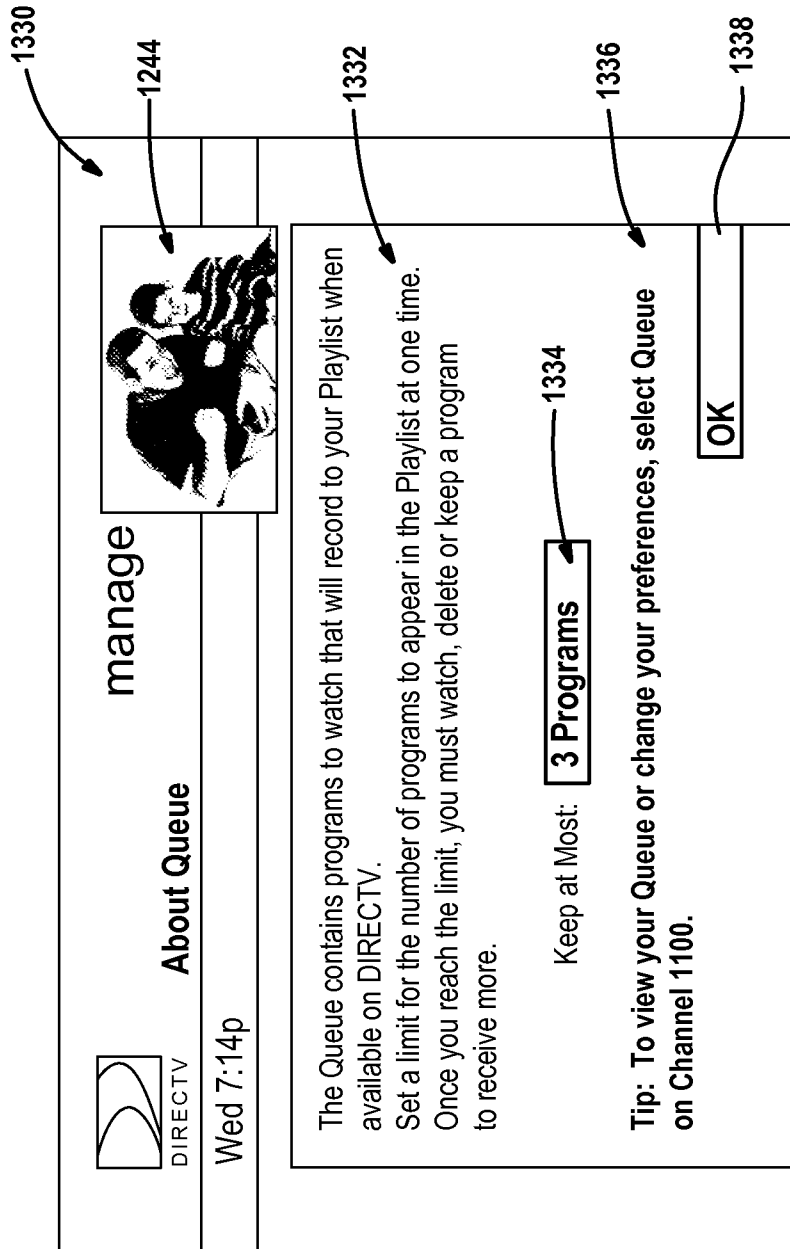 1330
1244
manage
About Queue
DIRECTV
Wed 7:14p
The Queue contains programs to watch that will record to your Playlist when
available on DIRECTV.
1332
Set a limit for the number of programs to appear in the Playlist at one time.
Once you reach the limit, you must watch, delete or keep a program
to receive more.
Keep at Most: 3 Programs
1334
Tip: To view your Queue or change your preferences, select Queue
on Channel 1100.
1336
OK
1338